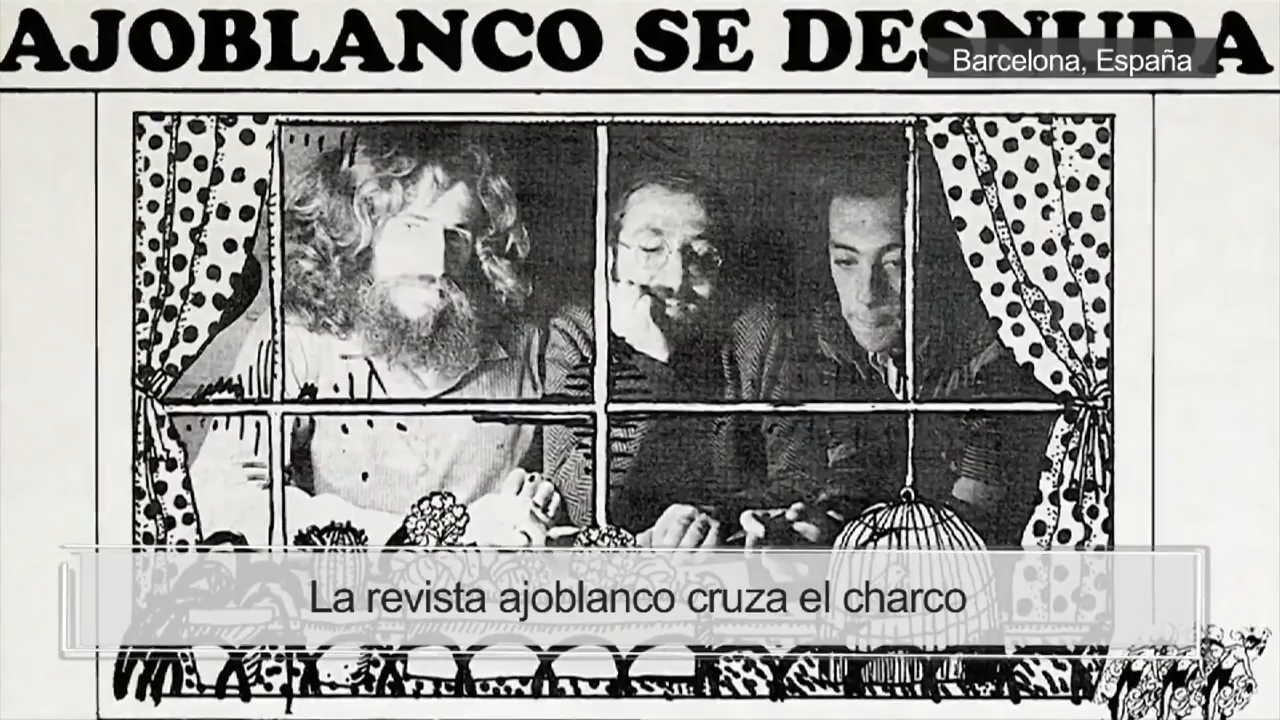 AJOBLANCO SE DESNUDA
Barcelona, España
La revista ajoblanco cruza el charco